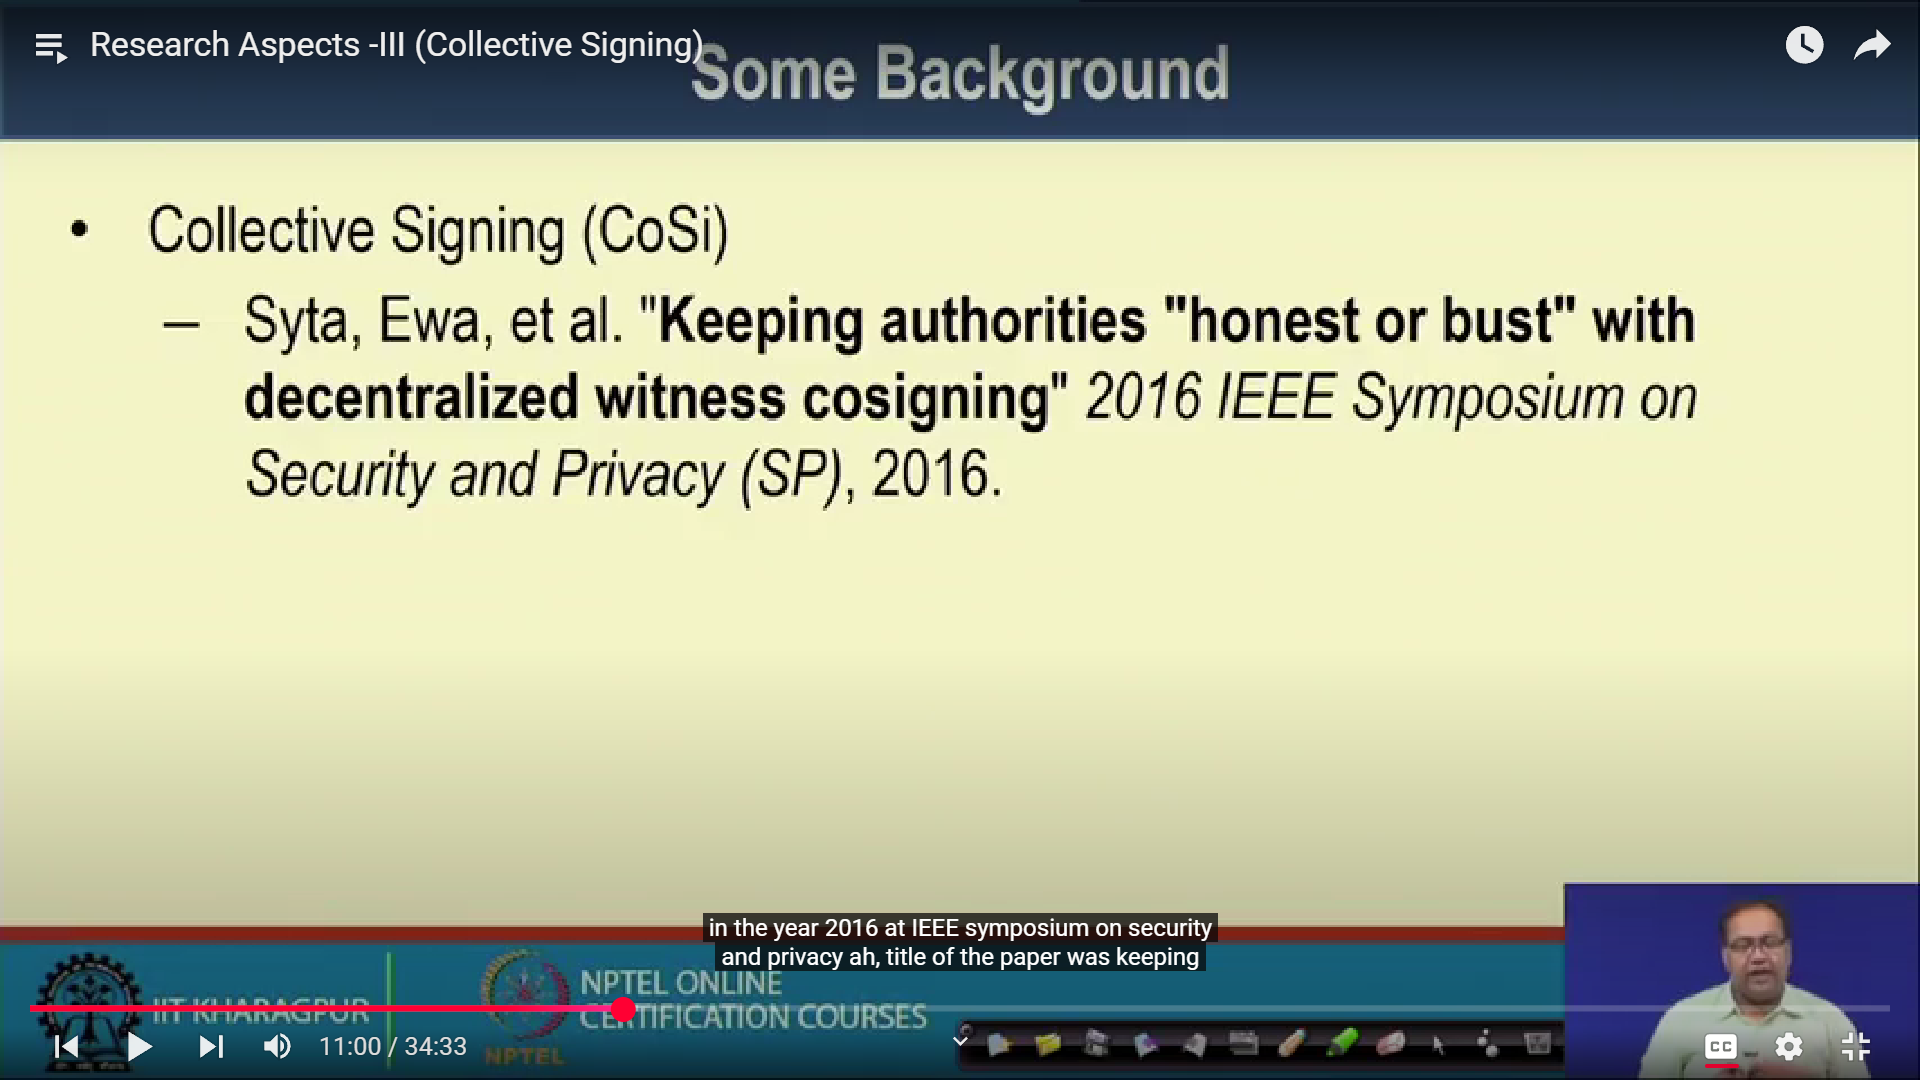 Research Aspects -III (Collective Signing)
Some Background
• Collective Signing (CoSi)
– Syta, Ewa, et al. "Keeping authorities "honest or bust" with
decentralized witness cosigning" 2016 IEEE Symposium on
Security and Privacy (SP), 2016.
in the year 2016 at IEEE symposium on security
and privacy ah, title of the paper was keeping
IIT KHARAGPUR
NPTEL
NPTEL ONLINE
CERTIFICATION COURSES
11:00 / 34:33
CC